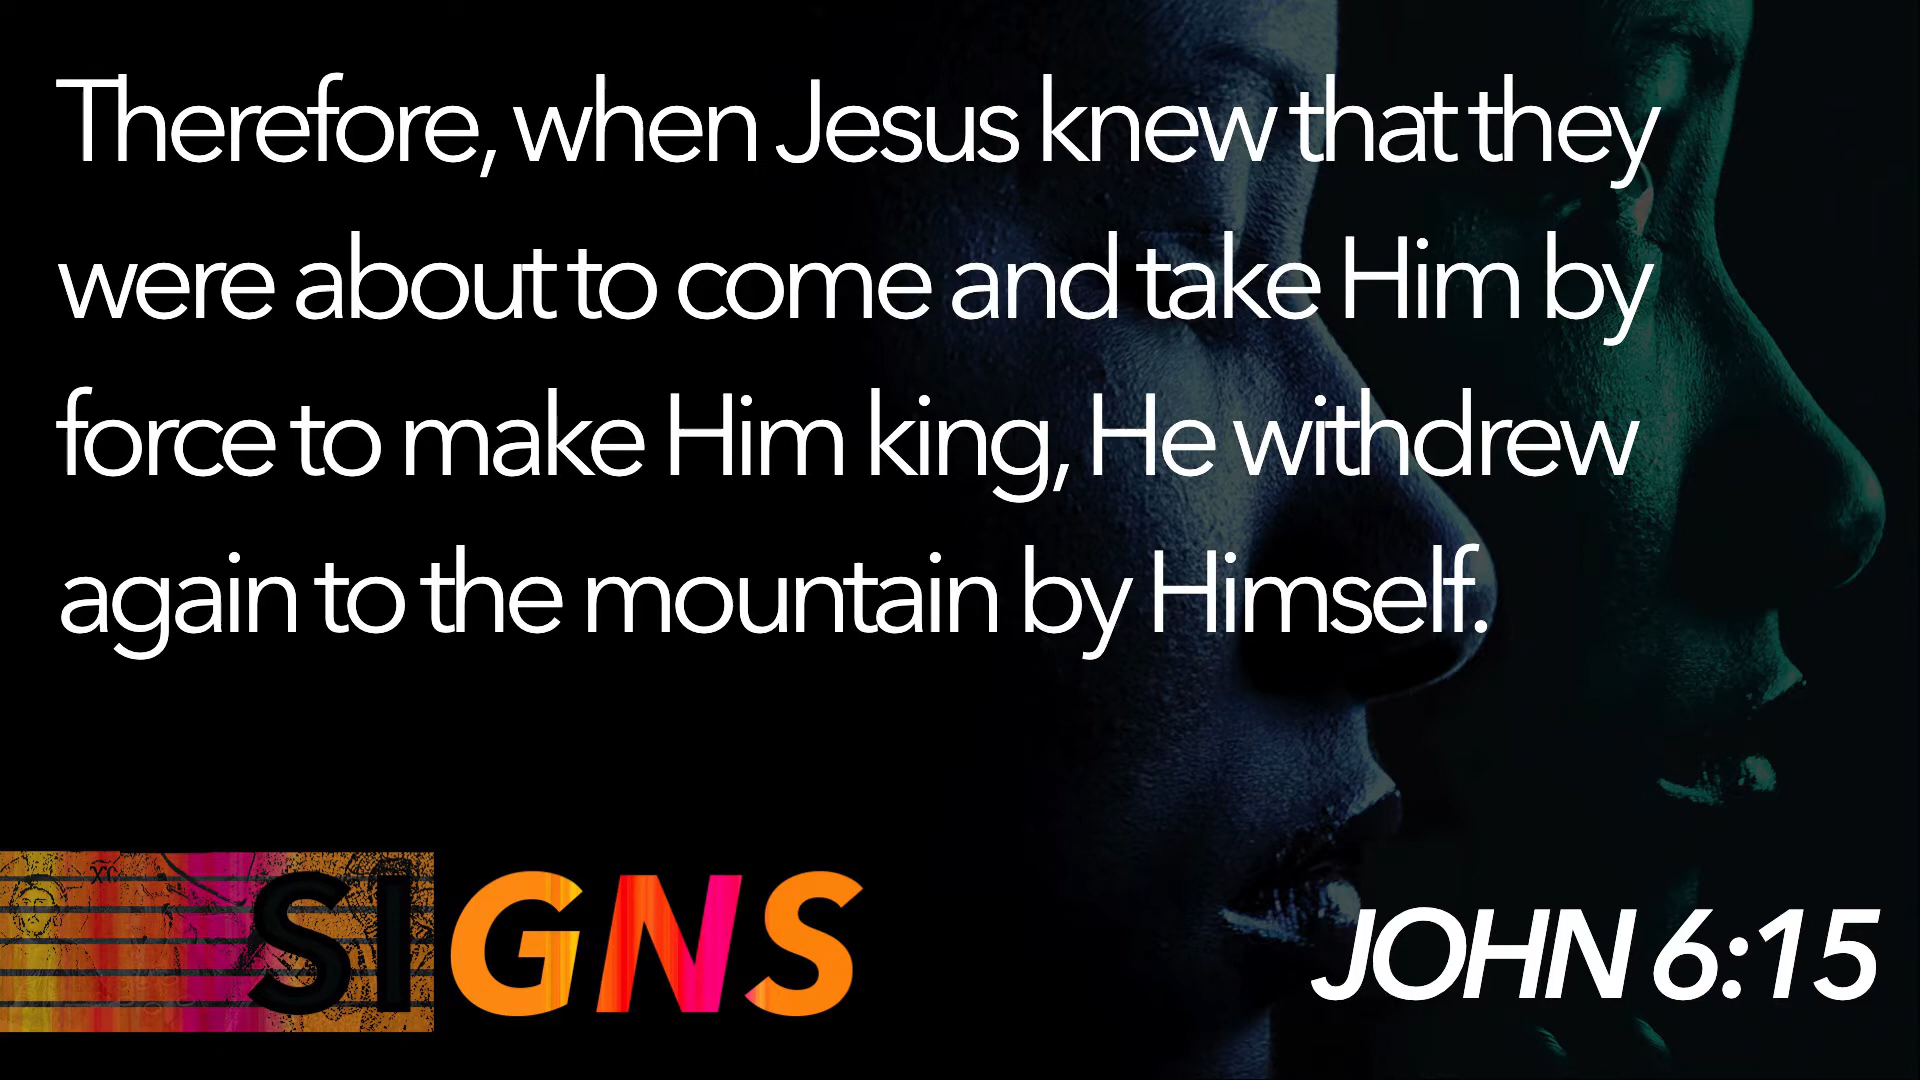 Therefore, when Jesus knew that they
were about to come and take Him by
force to make Him king, He withdrew
again to the mountain by Himself.
XC
SIGNS
JOHN 6:15